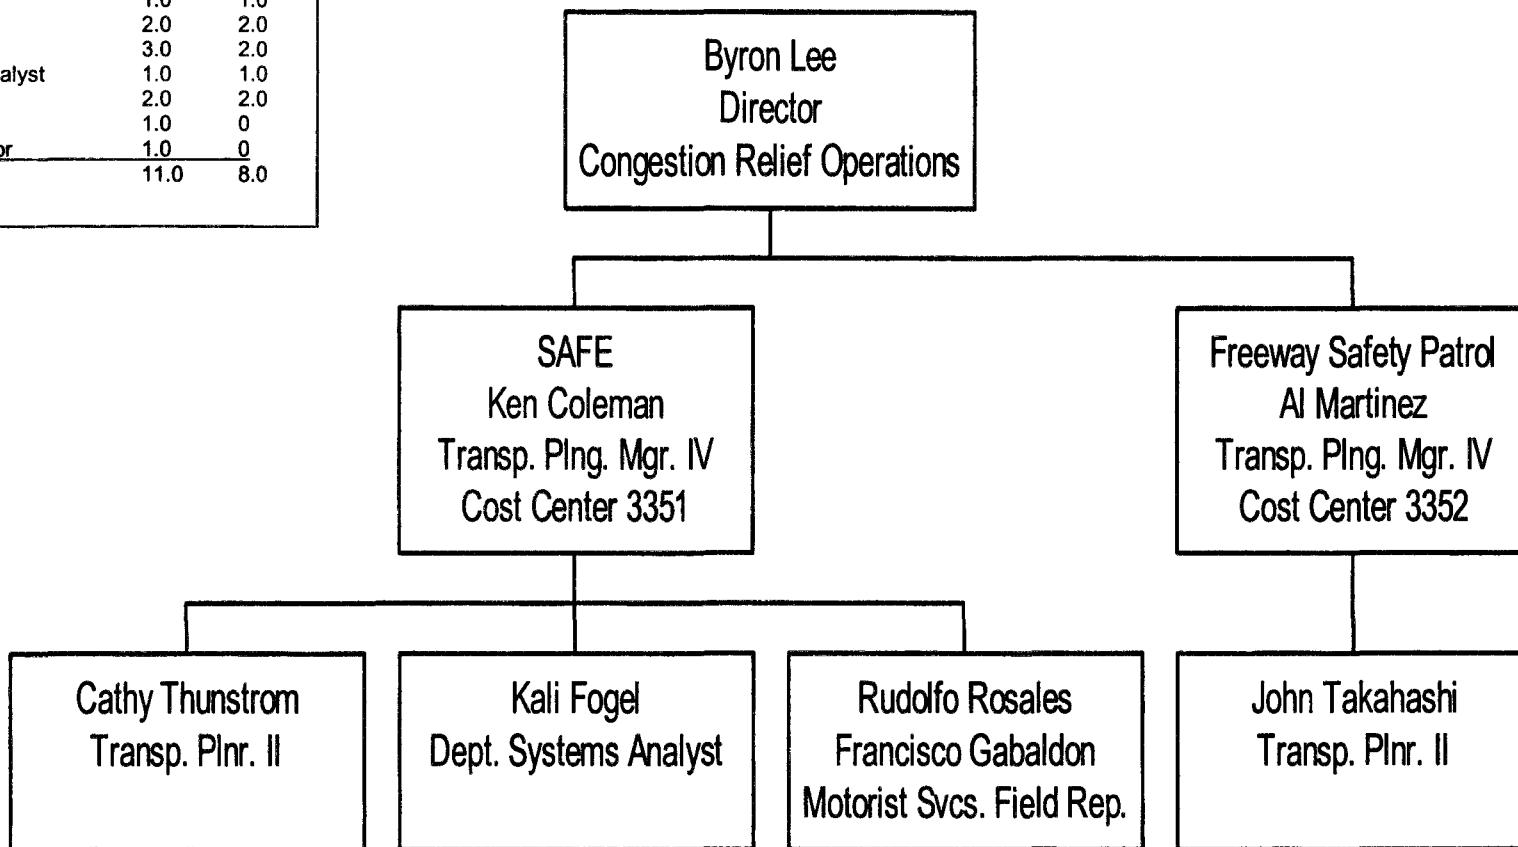 1.0 1.0
2.0 2.0
3.0 2.0
alyst 1.0 1.0
2.0 2.0
1.0 0
or 1.0 0
11.0 8.0
Byron Lee
Director
Congestion Relief Operations
SAFE
Ken Coleman
Transp. Plng. Mgr. IV
Cost Center 3351
Freeway Safety Patrol
Al Martinez
Transp. Plng. Mgr. IV
Cost Center 3352
Cathy Thunstrom
Transp. Plnr. II
Kali Fogel
Dept. Systems Analyst
Rudolfo Rosales
Francisco Gabaldon
Motorist Svcs. Field Rep.
John Takahashi
Transp. Plnr. II